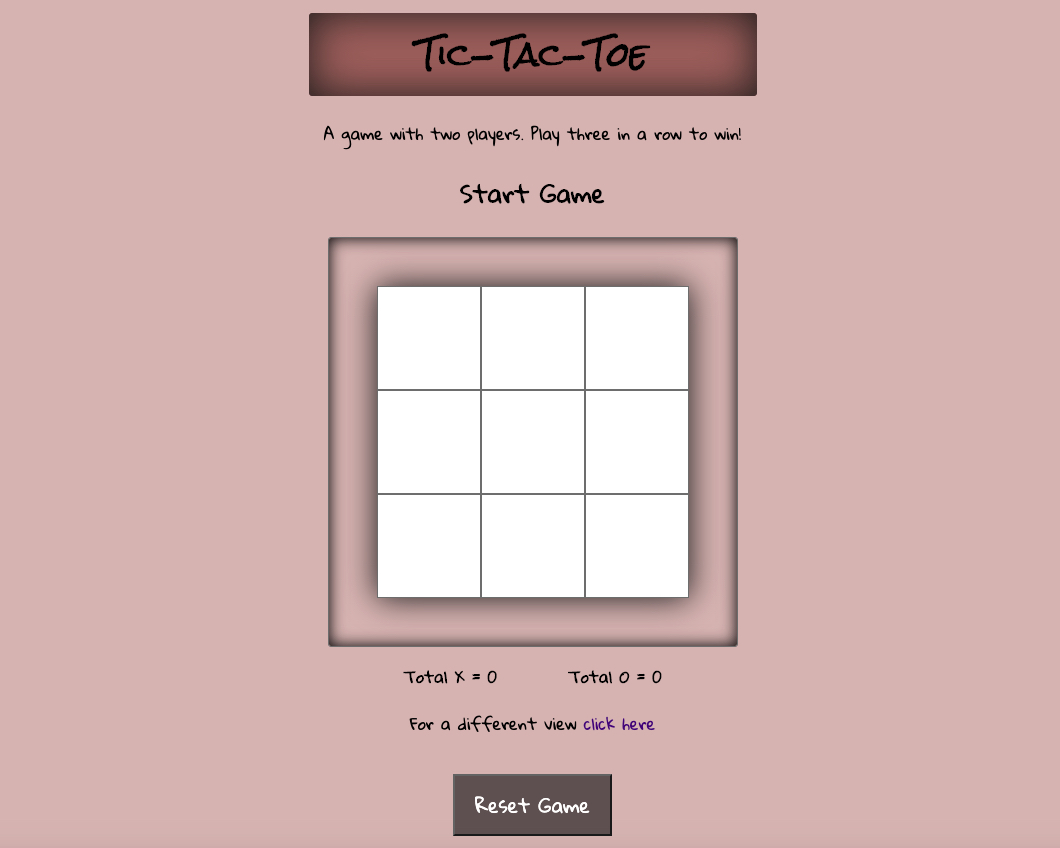 Tic-Tac-Toe
A game with two players. Play three in a row to win!
Start Game
Total X = 0 Total O = 0
For a different view click here
Reset Game